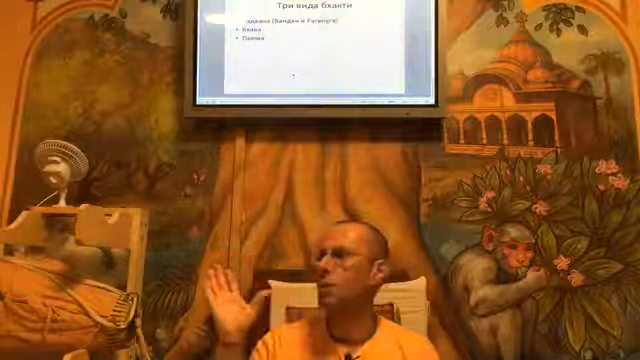 Три вида бхакти
садхана (Вайдхи и Рагануга)
Бхава
Према